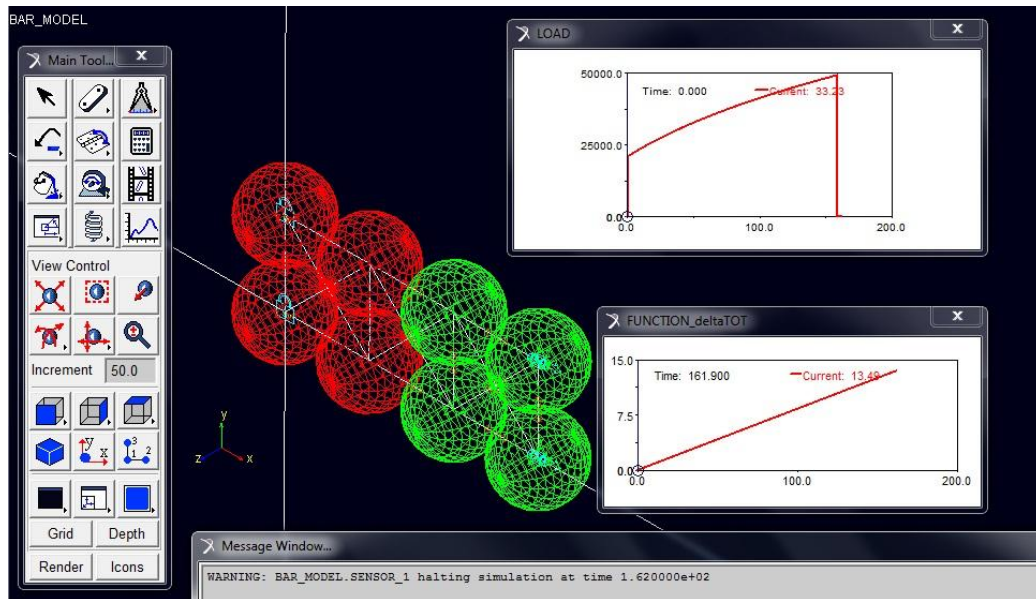 BAR_MODEL
Main Tool...
View Control
Increment 50.0
y
x
3
1 2
Grid Depth
Render Icons
y
z x
LOAD
50000.0
25000.0
0.0
Time: 0.000 Current: 33.23
0.0 100.0 200.0
FUNCTION_deltaTOT
15.0
7.5
0.0
Time: 161.900 Current: 13.49
0.0 100.0 200.0
Message Window...
WARNING: BAR_MODEL.SENSOR_1 halting simulation at time 1.620000e+02